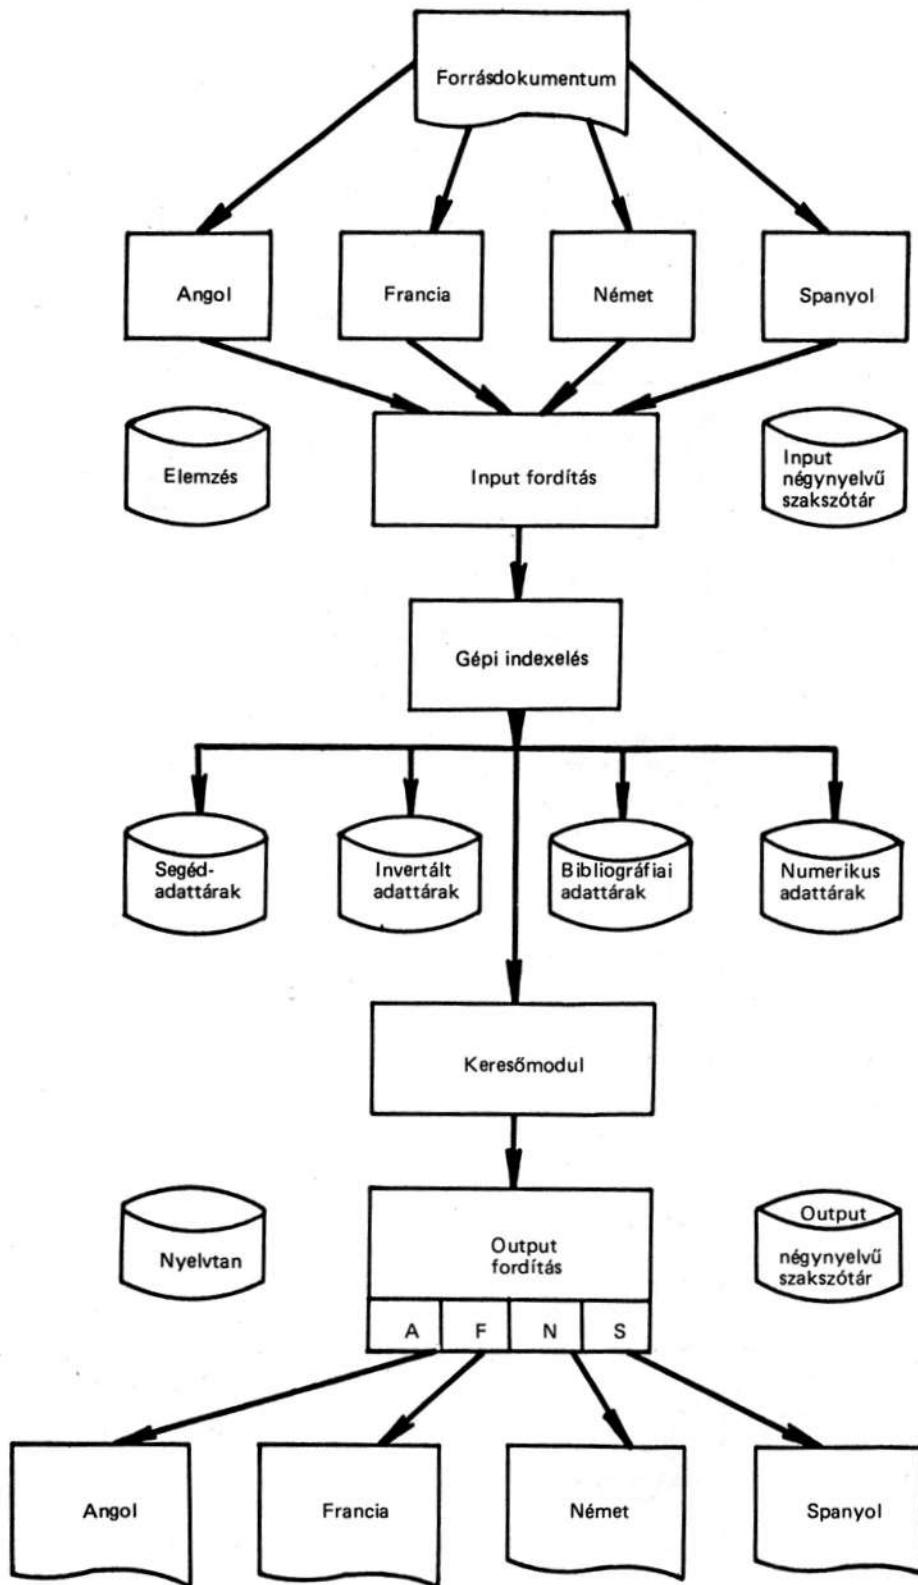 Forrásdokumentum
Angol
Francia
Német
Spanyol
Elemzés
Input fordítás
Input
négynyelvű
szakszótár
Gépi indexelés
Segéd-
adattárak
Invertált
adattárak
Bibliográfiai
adattárak
Numerikus
adattárak
Keresőmodul
Nyelvtan
Output
fordítás
A F N S
Output
négynyelvű
szakszótár
Angol
Francia
Német
Spanyol